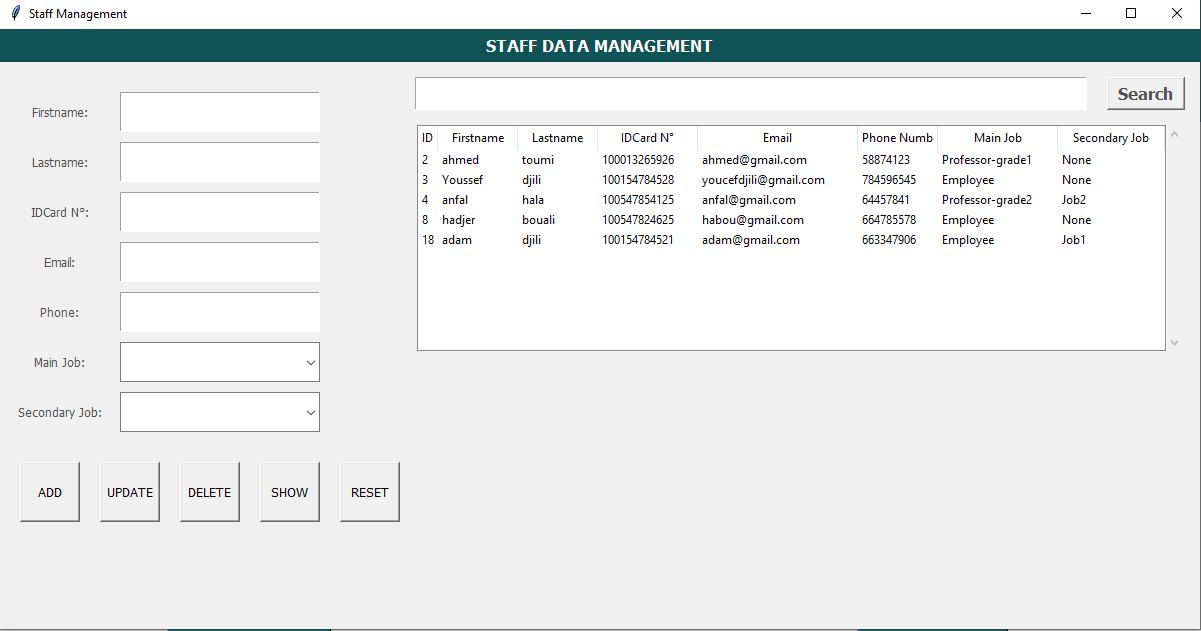 Staff Management
STAFF DATA MANAGEMENT
Search
Firstname:
Lastname:
IDCard N°:
Email:
Phone:
Main Job:
Secondary Job:
ADD UPDATE DELETE SHOW RESET
ID Firstname Lastname IDCard N° Email Phone Numb Main Job Secondary Job
2 ahmed toumi 100013265926 ahmed@gmail.com 58874123 Professor-grade1 None
3 Youssef djili 100154784528 youcefdjili@gmail.com 784596545 Employee None
4 anfal hala 100547854125 anfal@gmail.com 64457841 Professor-grade2 Job2
8 hadjer bouali 100547824625 habou@gmail.com 664785578 Employee None
18 adam djili 100154784521 adam@gmail.com 663347906 Employee Job1